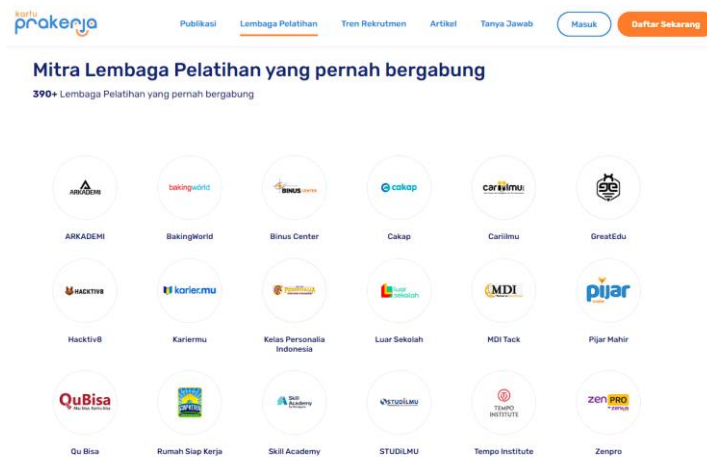 kartu
prakerja
Publikasi Lembaga Pelatihan Tren Rekrutmen Artikel Tanya Jawab Masuk Daftar Sekarang
Mitra Lembaga Pelatihan yang pernah bergabung
390+ Lembaga Pelatihan yang pernah bergabung
ARKADEMI bakingworld BINUS CENTER cakap cariilmu
ARKADEMI BakingWorld Binus Center Cakap Cariilmu GreatEdu
HACKTIV8 karier.mu luar sekolah MDI pijar
Hacktiv8 Kariermu Kelas Personalia Indonesia Luar Sekolah MDI Tack Pijar Mahir
QuBisa Skill Academy STUDiLMU TEMPO INSTITUTE zen PRO
Qu Bisa Rumah Siap Kerja Skill Academy STUDiLMU Tempo Institute Zenpro